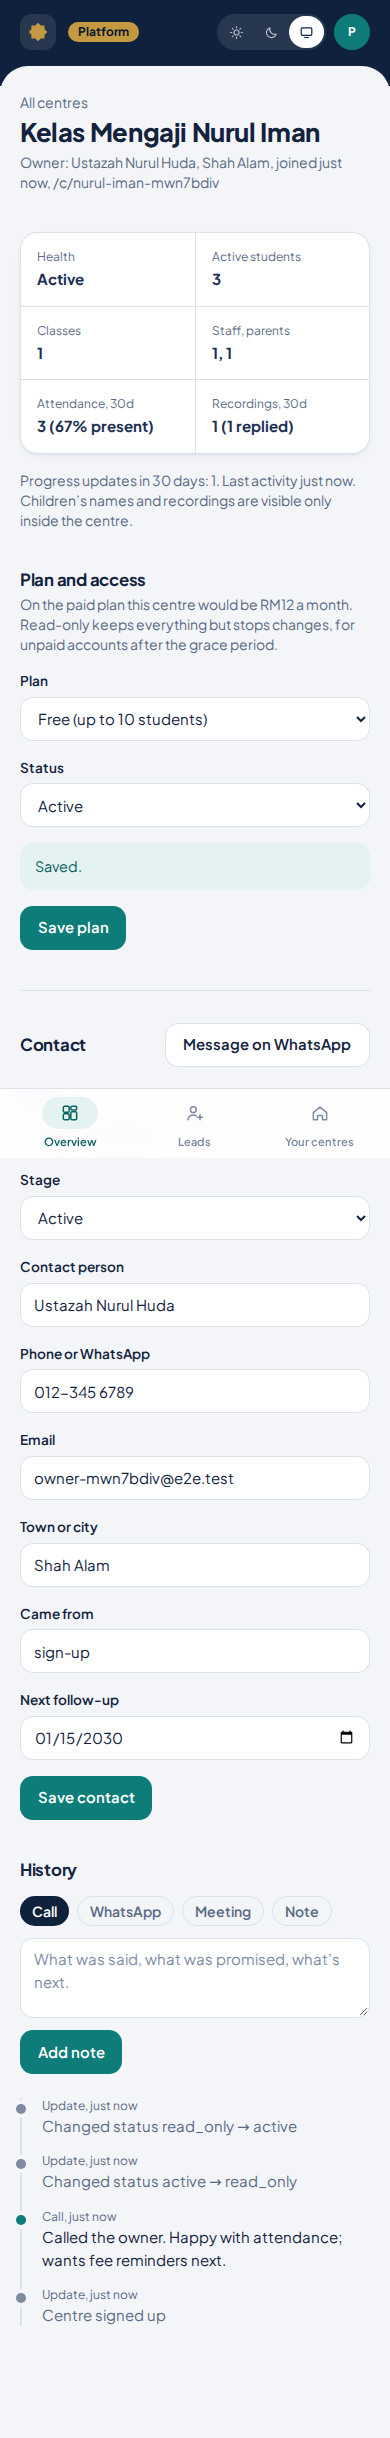 Platform
P
All centres
Kelas Mengaji Nurul Iman
Owner: Ustazah Nurul Huda, Shah Alam, joined just
now, /c/nurul-iman-mwn7bdiv
Health
Active
Active students
3
Classes
1
Staff, parents
1, 1
Attendance, 30d
3 (67% present)
Recordings, 30d
1 (1 replied)
Progress updates in 30 days: 1. Last activity just now.
Children's names and recordings are visible only
inside the centre.
Plan and access
On the paid plan this centre would be RM12 a month.
Read-only keeps everything but stops changes, for
unpaid accounts after the grace period.
Plan
Free (up to 10 students)
Status
Active
Saved.
Save plan
Contact
Message on WhatsApp
Overview
Leads
Your centres
Stage
Active
Contact person
Ustazah Nurul Huda
Phone or WhatsApp
012-345 6789
Email
owner-mwn7bdiv@e2e.test
Town or city
Shah Alam
Came from
sign-up
Next follow-up
01/15/2030
Save contact
History
Call
WhatsApp
Meeting
Note
What was said, what was promised, what's
next.
Add note
Update, just now
Changed status read_only → active
Update, just now
Changed status active → read_only
Call, just now
Called the owner. Happy with attendance;
wants fee reminders next.
Update, just now
Centre signed up